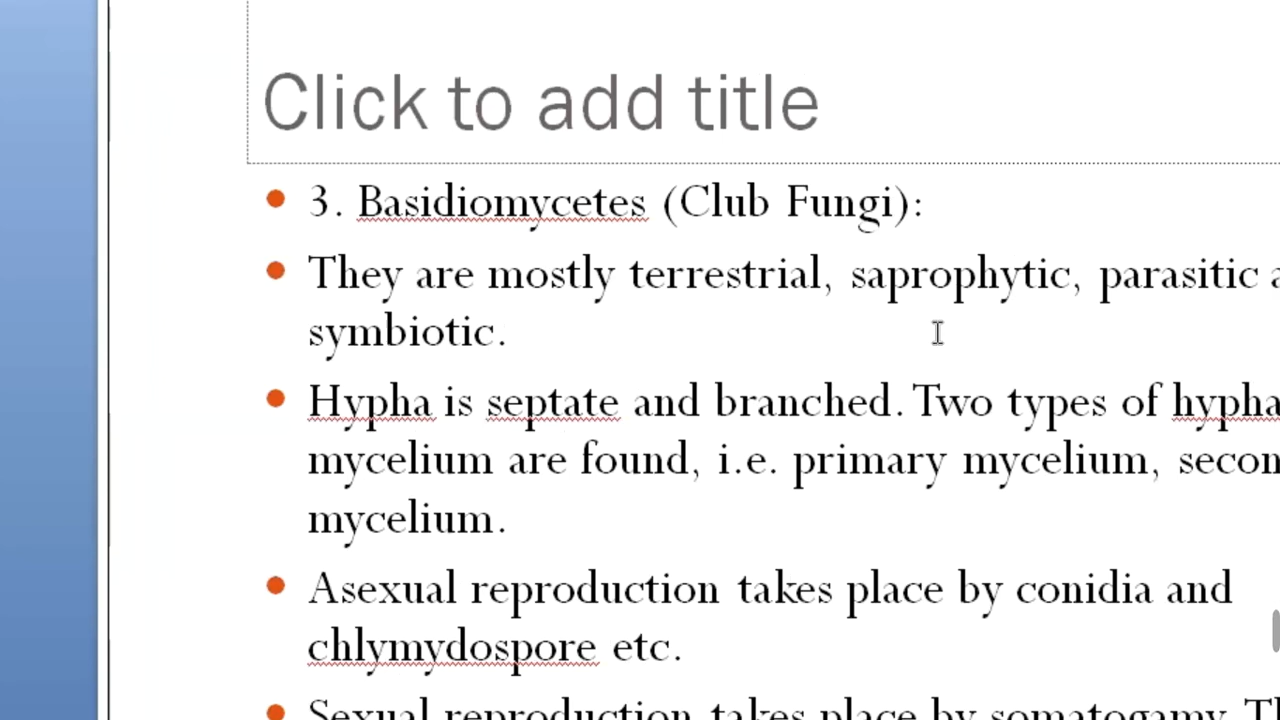 Click to add title
3. Basidiomycetes (Club Fungi):
They are mostly terrestrial, saprophytic, parasitic
symbiotic.
Hypha is septate and branched. Two types of hypha
mycelium are found, i.e. primary mycelium, secon
mycelium.
Asexual reproduction takes place by conidia and
chlymydospore etc.
Sexual reproduction takes place by somatogamy. Th